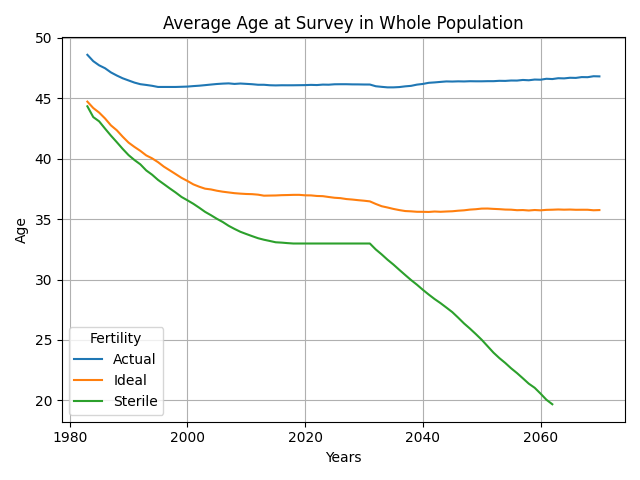 Average Age at Survey in Whole Population
50
45
40
35
30
25
20
Age
Fertility
Actual
Ideal
Sterile
1980
2000
2020
2040
2060
Years